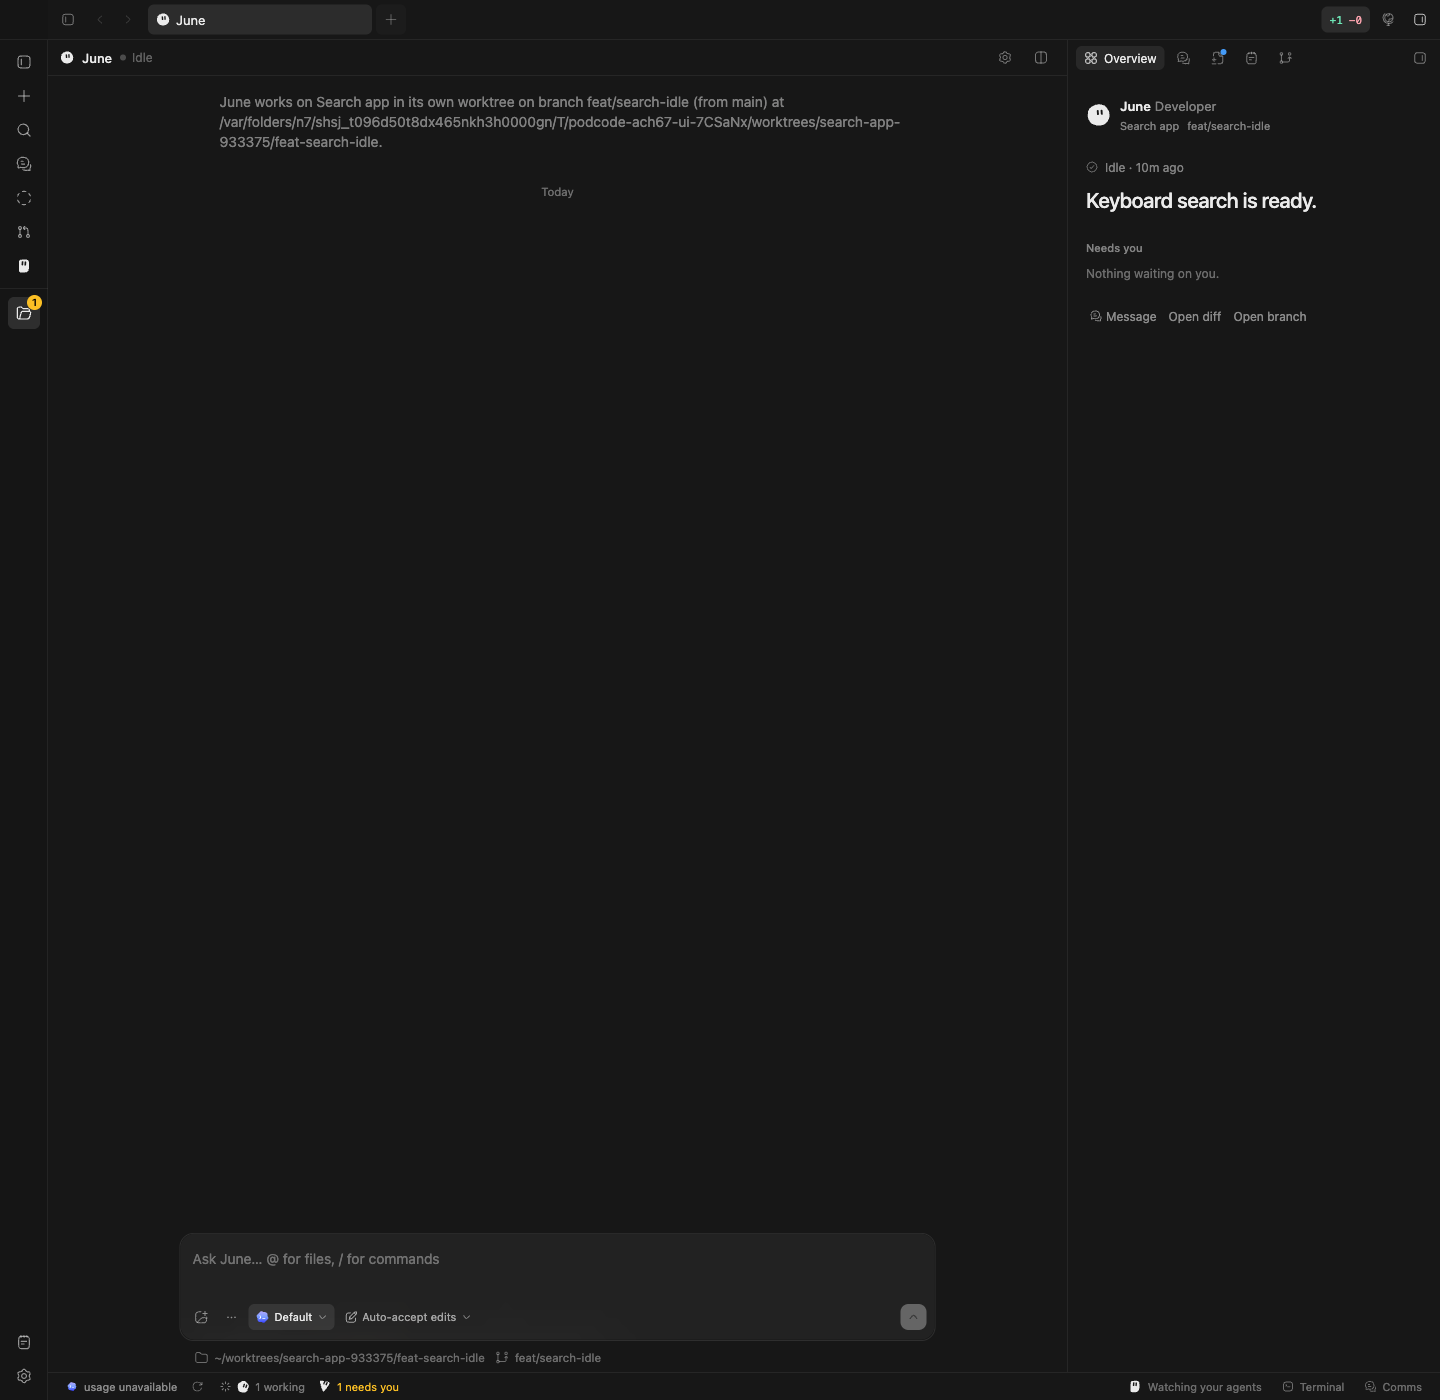 June
+1 −0
June
Idle
Overview
June works on Search app in its own worktree on branch feat/search-idle (from main) at
/var/folders/n7/shsj_t096d50t8dx465nkh3h0000gn/T/podcode-ach67-ui-7CSaNx/worktrees/search-app-
933375/feat-search-idle.
Today
June Developer
Search app feat/search-idle
Idle · 10m ago
Keyboard search is ready.
Needs you
Nothing waiting on you.
Message Open diff Open branch
1
Ask June... @ for files, / for commands
Default
Auto-accept edits
~/worktrees/search-app-933375/feat-search-idle
feat/search-idle
usage unavailable
1 working
1 needs you
Watching your agents
Terminal
Comms